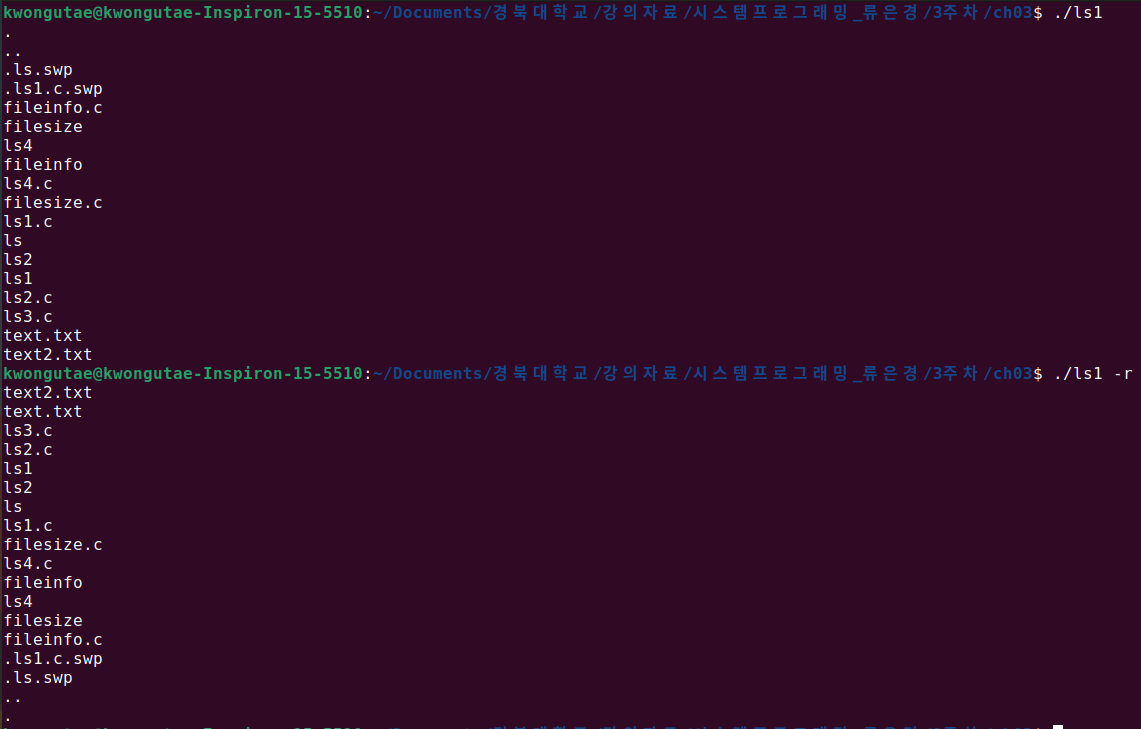 kwongutae@kwongutae-Inspiron-15-5510:~/Documents/경북대학교/강의자료/시스템프로그래밍_류은경/3주차/ch03$ ./ls1
.
..
.ls.swp
.ls1.c.swp
fileinfo.c
filesize
ls4
fileinfo
ls4.c
filesize.c
ls1.c
ls
ls2
ls1
ls2.c
ls3.c
text.txt
text2.txt
kwongutae@kwongutae-Inspiron-15-5510:~/Documents/경북대학교/강의자료/시스템프로그래밍_류은경/3주차/ch03$ ./ls1 -r
text2.txt
text.txt
ls3.c
ls2.c
ls1
ls2
ls
ls1.c
filesize.c
ls4.c
fileinfo
ls4
filesize
fileinfo.c
.ls1.c.swp
.ls.swp
..
.